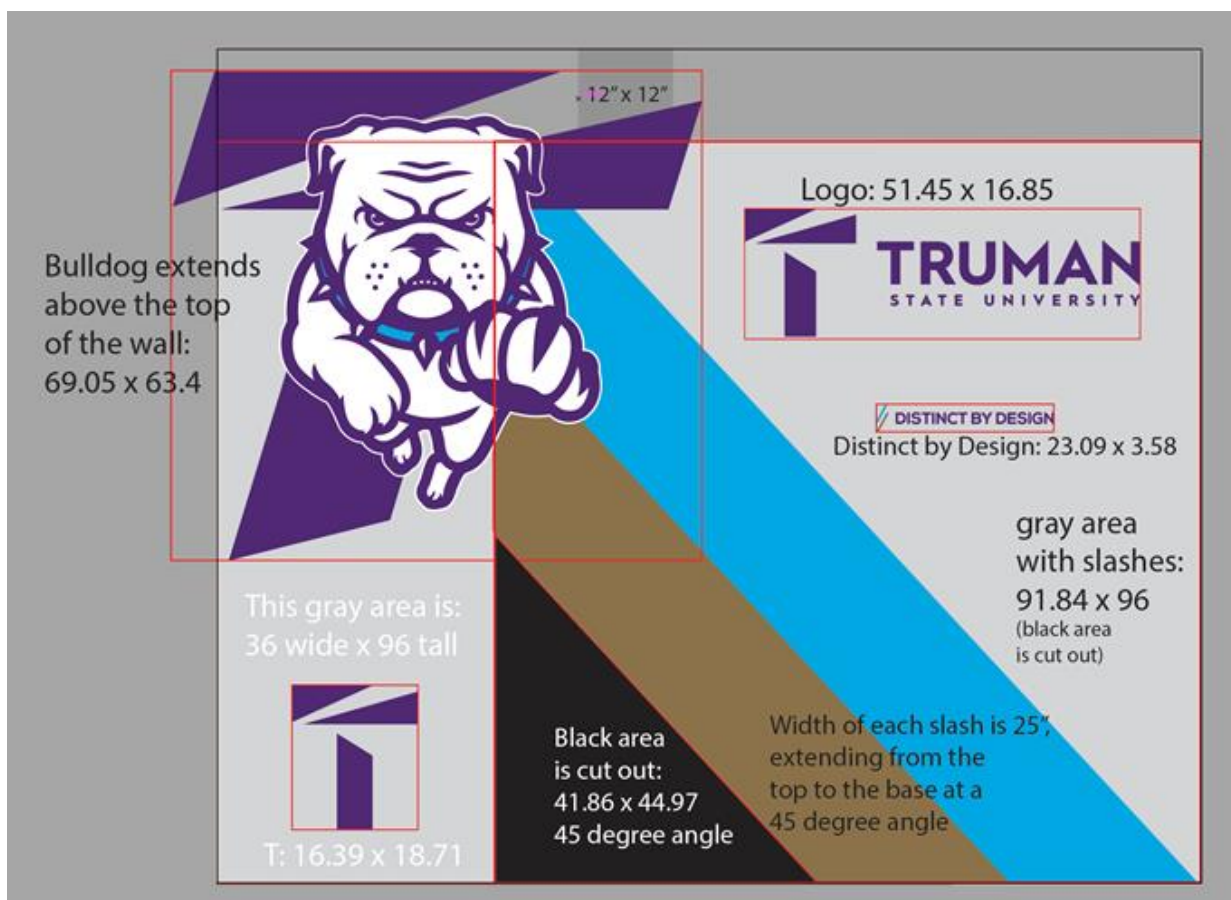 12" x 12"
Logo: 51.45 x 16.85
TRUMAN
STATE UNIVERSITY
Bulldog extends
above the top
of the wall:
69.05 x 63.4
DISTINCT BY DESIGN
Distinct by Design: 23.09 x 3.58
gray area
with slashes:
91.84 x 96
(black area
is cut out)
This gray area is:
36 wide x 96 tall
T: 16.39 x 18.71
Black area
is cut out:
41.86 x 44.97
45 degree angle
Width of each slash is 25",
extending from the
top to the base at a
45 degree angle